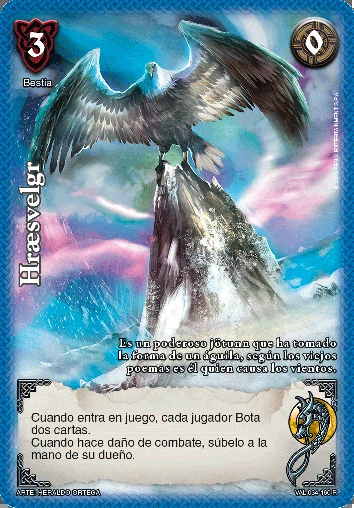 3
0
Bestia
Hræsvelgr
Es un poderoso jötunn que ha tomado
la forma de un águila, según los viejos
poemas es él quien causa los vientos.
Cuando entra en juego, cada jugador Bota
dos cartas.
Cuando hace daño de combate, súbelo a la
mano de su dueño.
ARTE: HERALDO ORTEGA